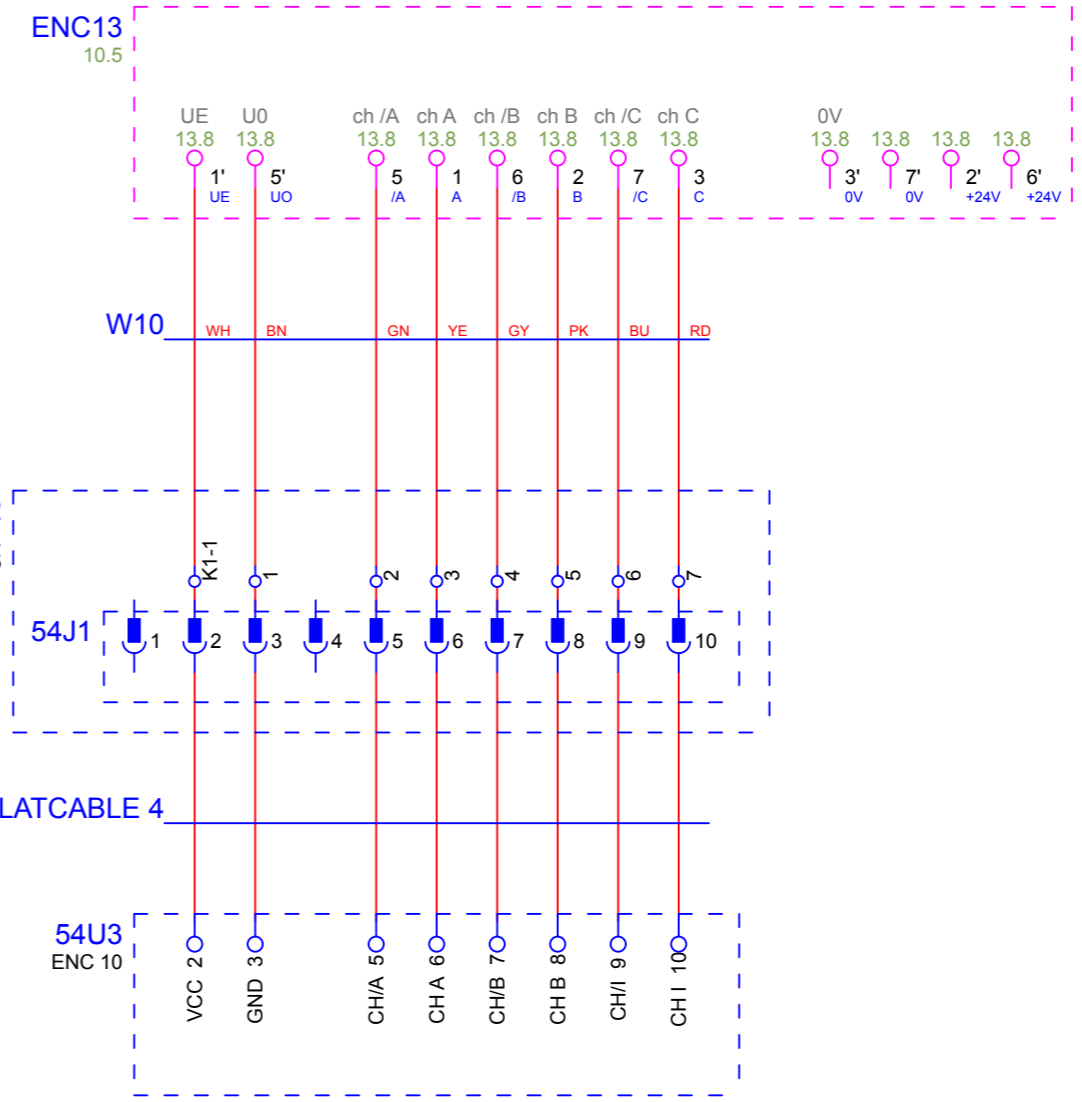 ENC13
10.5
UE U0 ch /A ch A ch /B ch B ch /C ch C 0V
13.8 13.8 13.8 13.8 13.8 13.8 13.8 13.8 13.8 13.8 13.8 13.8
1' 5' 5 1 6 2 7 3 3' 7' 2' 6'
UE UO /A A /B B /C C 0V 0V +24V +24V
W10 WH BN GN YE GY PK BU RD
K1-1 1 2 3 4 5 6 7
54J1 1 2 3 4 5 6 7 8 9 10
LATCABLE 4
54U3
ENC 10
VCC 2
GND 3
CH/A 5
CH A 6
CH/B 7
CH B 8
CH/I 9
CH I 10